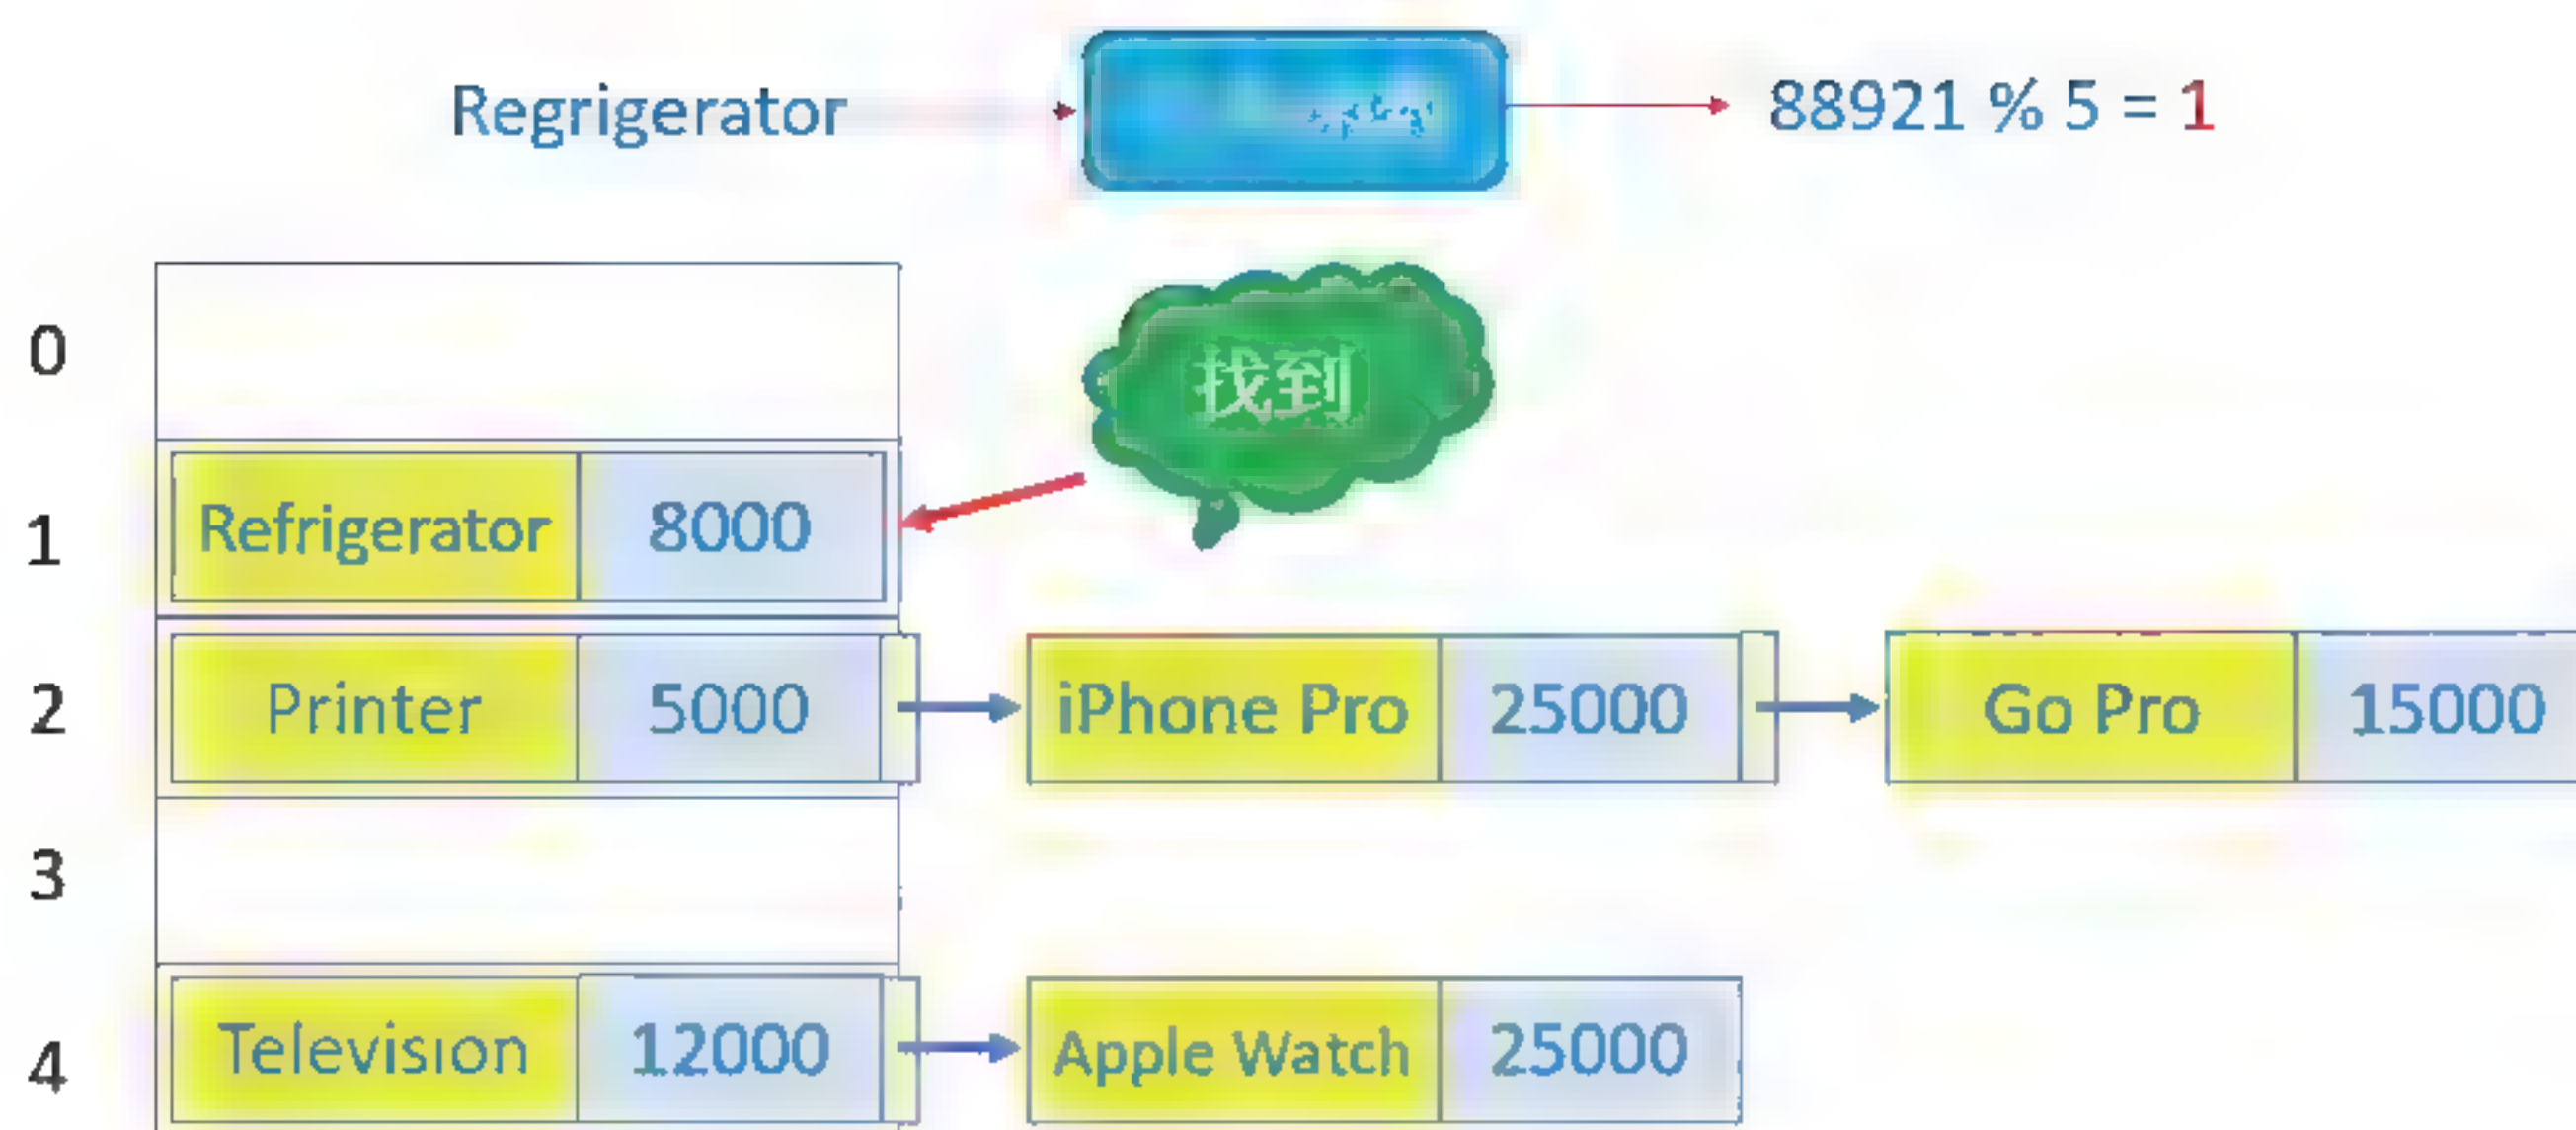 Regrigerator
88921 % 5 = 1
找到
0
1 Refrigerator 8000
2 Printer 5000 iPhone Pro 25000 Go Pro 15000
3
4 Television 12000 Apple Watch 25000